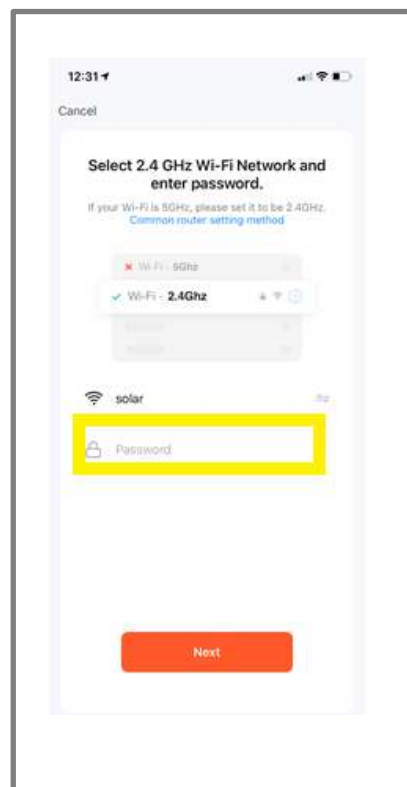 12:31
Cancel
Select 2.4 GHz Wi-Fi Network and
enter password.
If your Wi-Fi is 5GHz, please set it to be 2.4GHz.
Common router setting method
Wi-Fi - 5Ghz
Wi-Fi - 2.4Ghz
solar
Password
Next